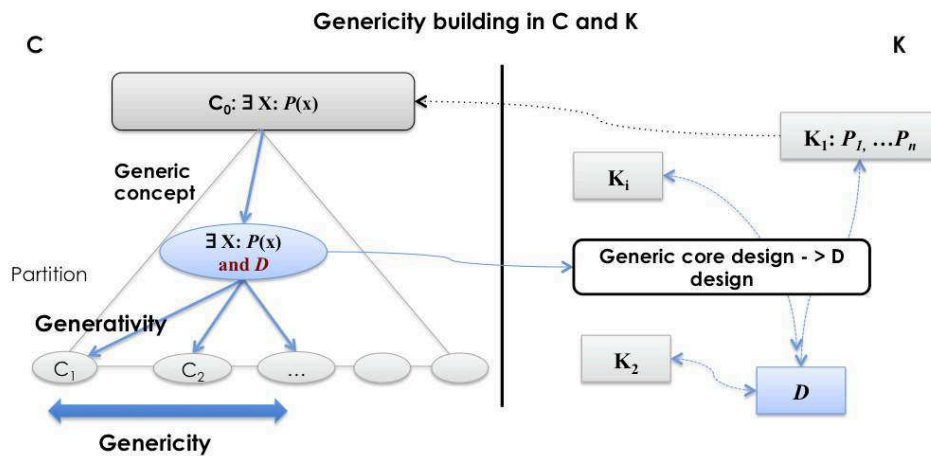 Genericity building in C and K
C
K
C₀: ∃ X: P(x)
K₁: P₁, …Pₙ
Generic
concept
Kᵢ
∃ X: P(x)
and D
Generic core design - > D
design
Partition
Generativity
C₁
C₂
…
K₂
D
Genericity